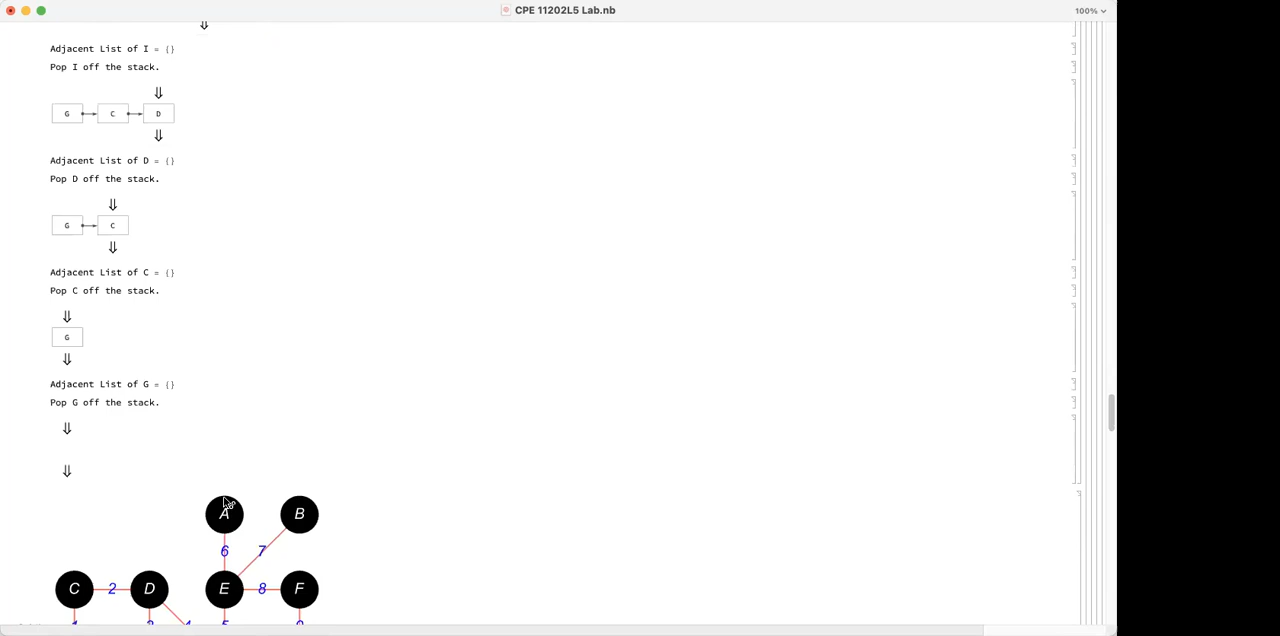 CPE 11202L5 Lab.nb
100%
⇓
Adjacent List of I = {}
Pop I off the stack.
⇓
G C D
⇓
Adjacent List of D = {}
Pop D off the stack.
⇓
G C
⇓
Adjacent List of C = {}
Pop C off the stack.
⇓
G
⇓
Adjacent List of G = {}
Pop G off the stack.
⇓
⇓
A B
6 7
C 2 D E 8 F